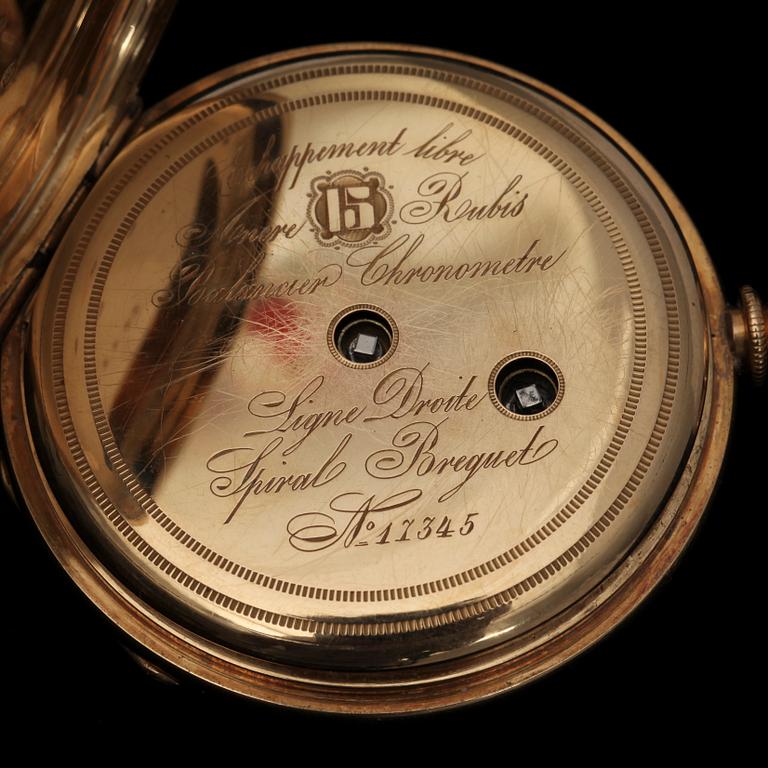 Echappement libre
Ancre 15 Rubis
Balancier Chronometre
Ligne Droite
Spiral Breguet
No 17345